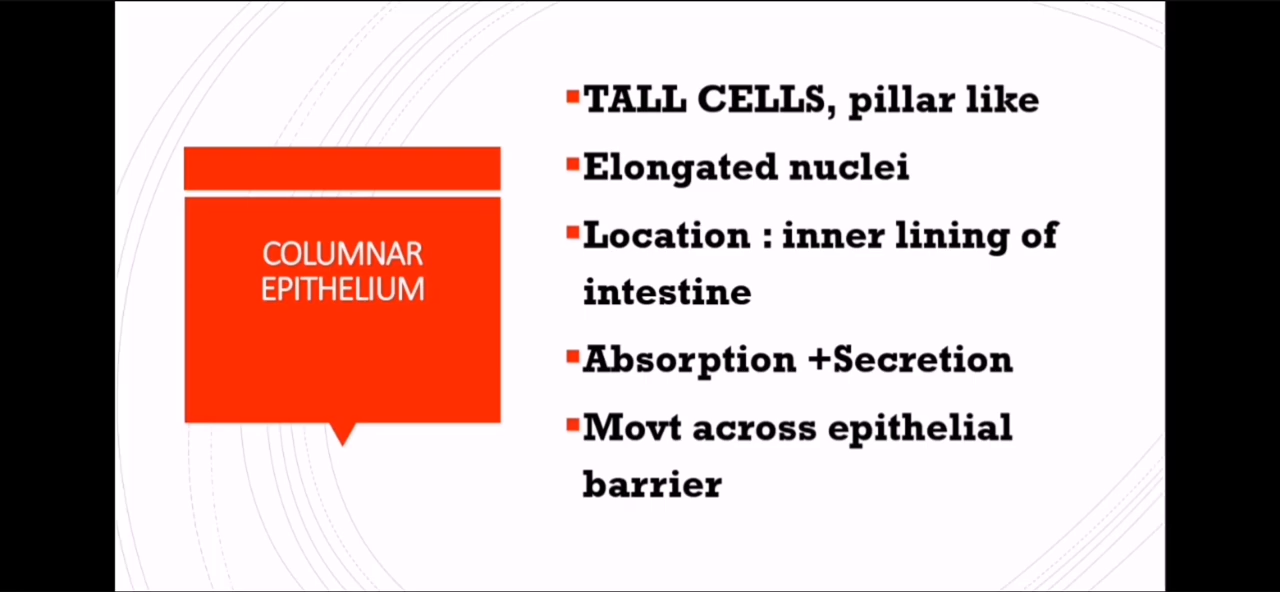 COLUMNAR
EPITHELIUM
TALL CELLS, pillar like
Elongated nuclei
Location : inner lining of
intestine
Absorption +Secretion
Movt across epithelial
barrier